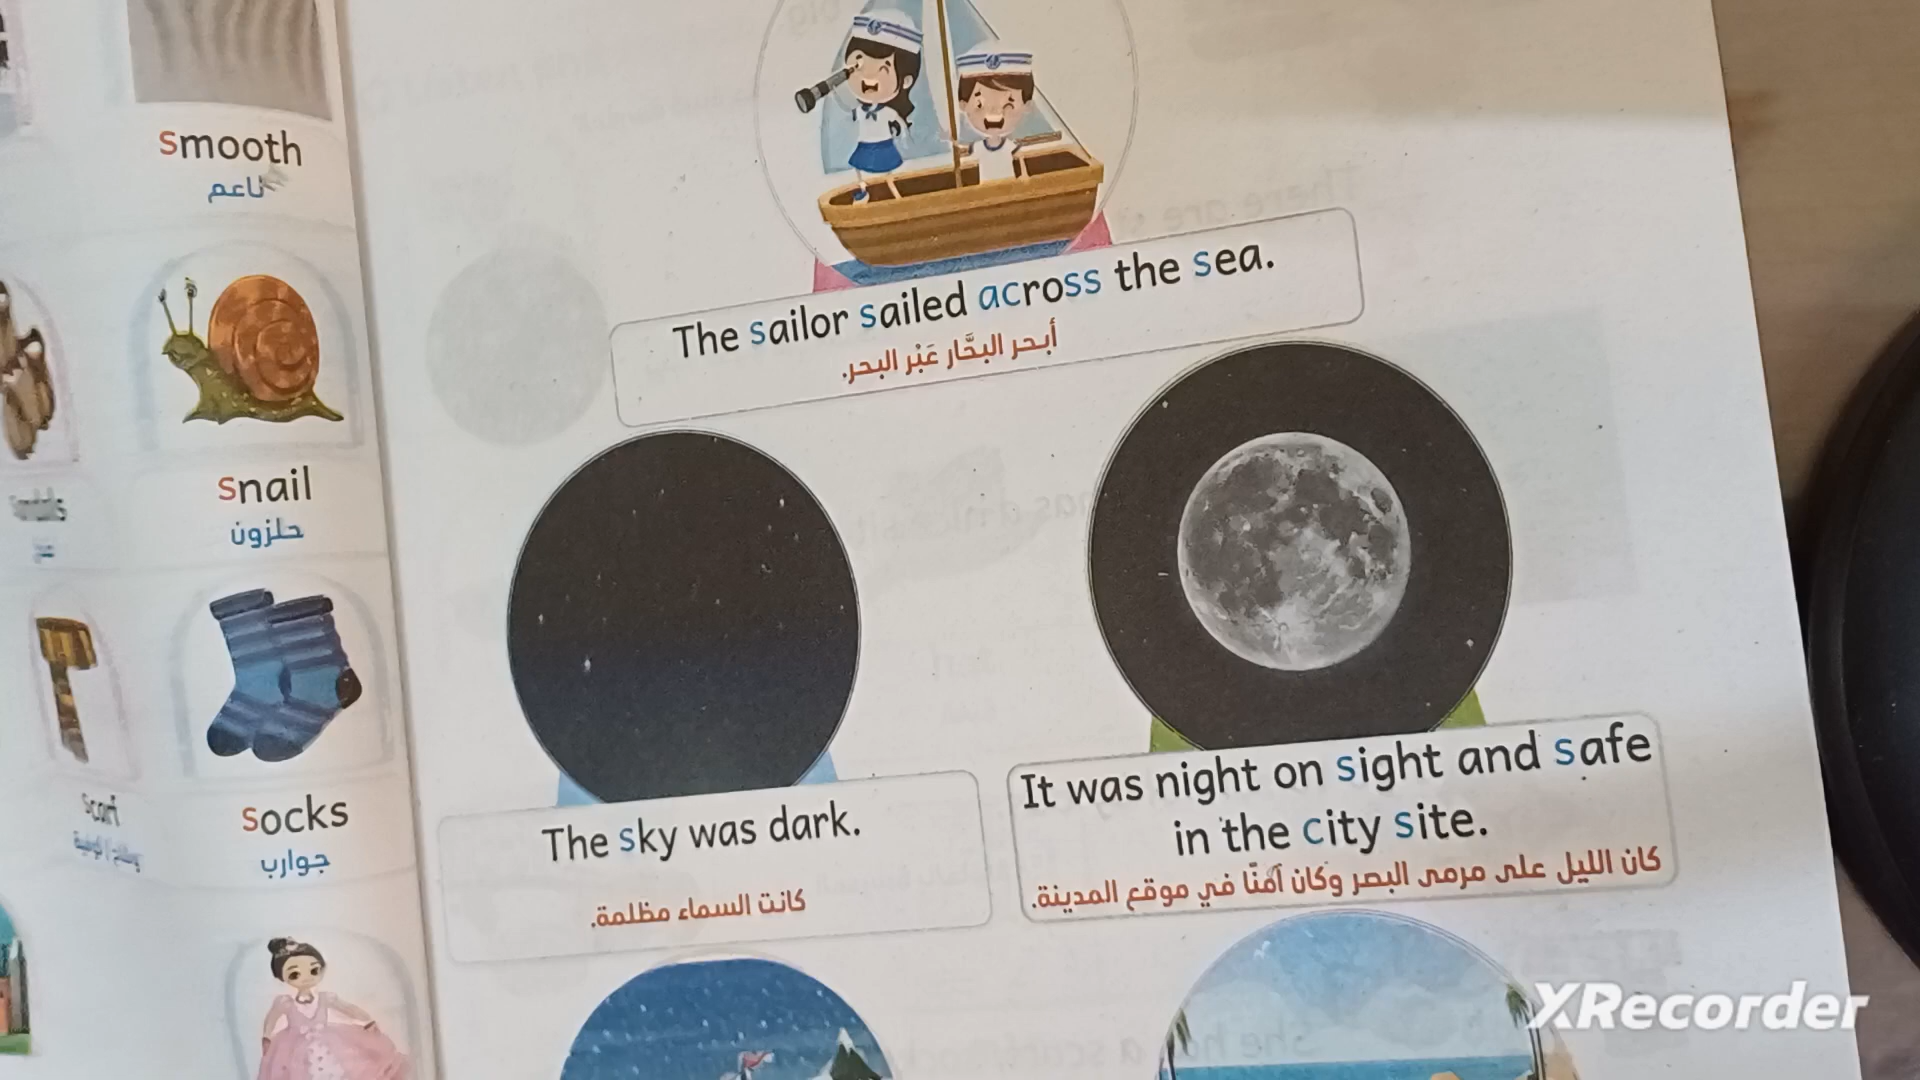 smooth
ناعم
snail
حلزون
scarf
socks
جوارب
The sailor sailed across the sea.
أبحر البحَّار عَبْر البحر.
The sky was dark.
كانت السماء مظلمة.
It was night on sight and safe
in the city site.
كان الليل على مرمى البصر وكان آمنًا في موقع المدينة.
XRecorder